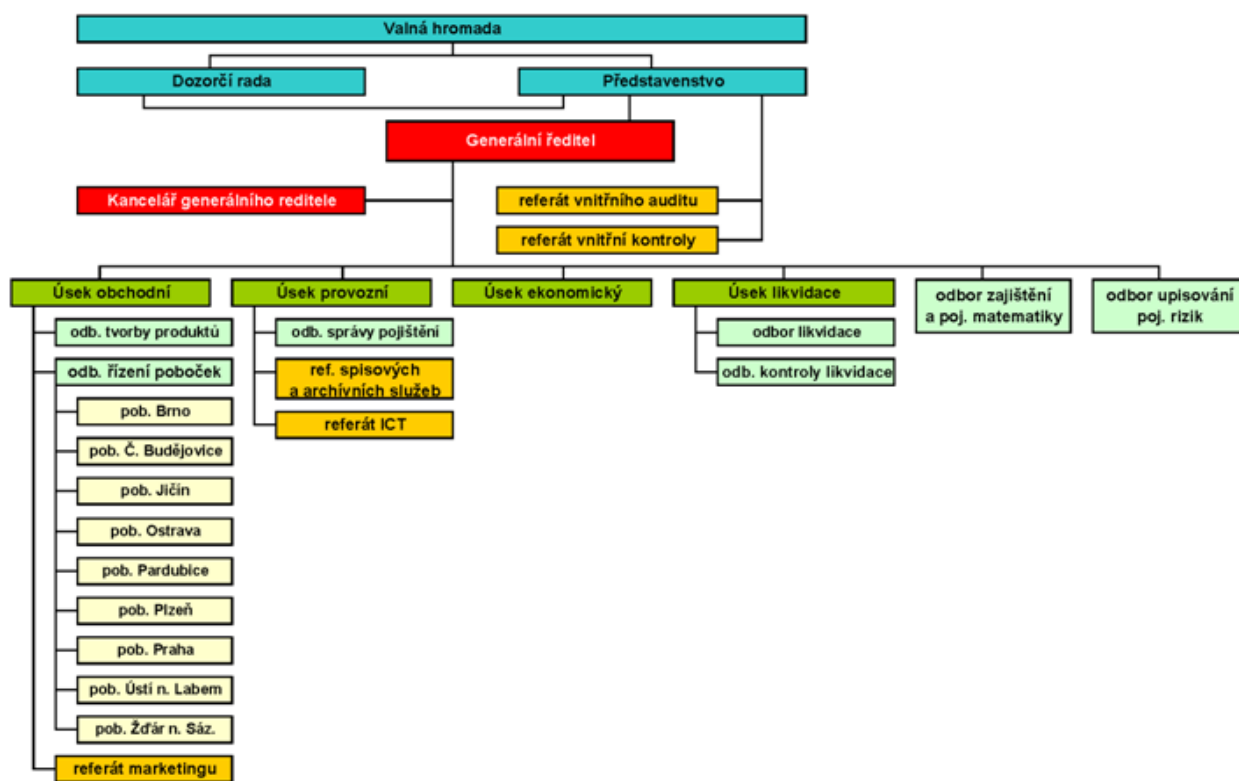 Valná hromada
Dozorčí rada
Představenstvo
Generální ředitel
Kancelář generálního reditele
referát vnitřního auditu
referát vnitřní kontroly
Úsek obchodní
Úsek provozní
Úsek ekonomický
Úsek likvidace
odbor zajištění
a poj. matematiky
odbor upisování
poj. rizik
odb. tvorby produktů
odb. řízení poboček
pob. Brno
pob. Č. Budějovice
pob. Jičín
pob. Ostrava
pob. Pardubice
pob. Plzeň
pob. Praha
pob. Ústí n. Labem
pob. Žďár n. Sáz.
referát marketingu
odb. správy pojištění
ref. spisových
a archívních služeb
referát ICT
odbor likvidace
odb. kontroly likvidace